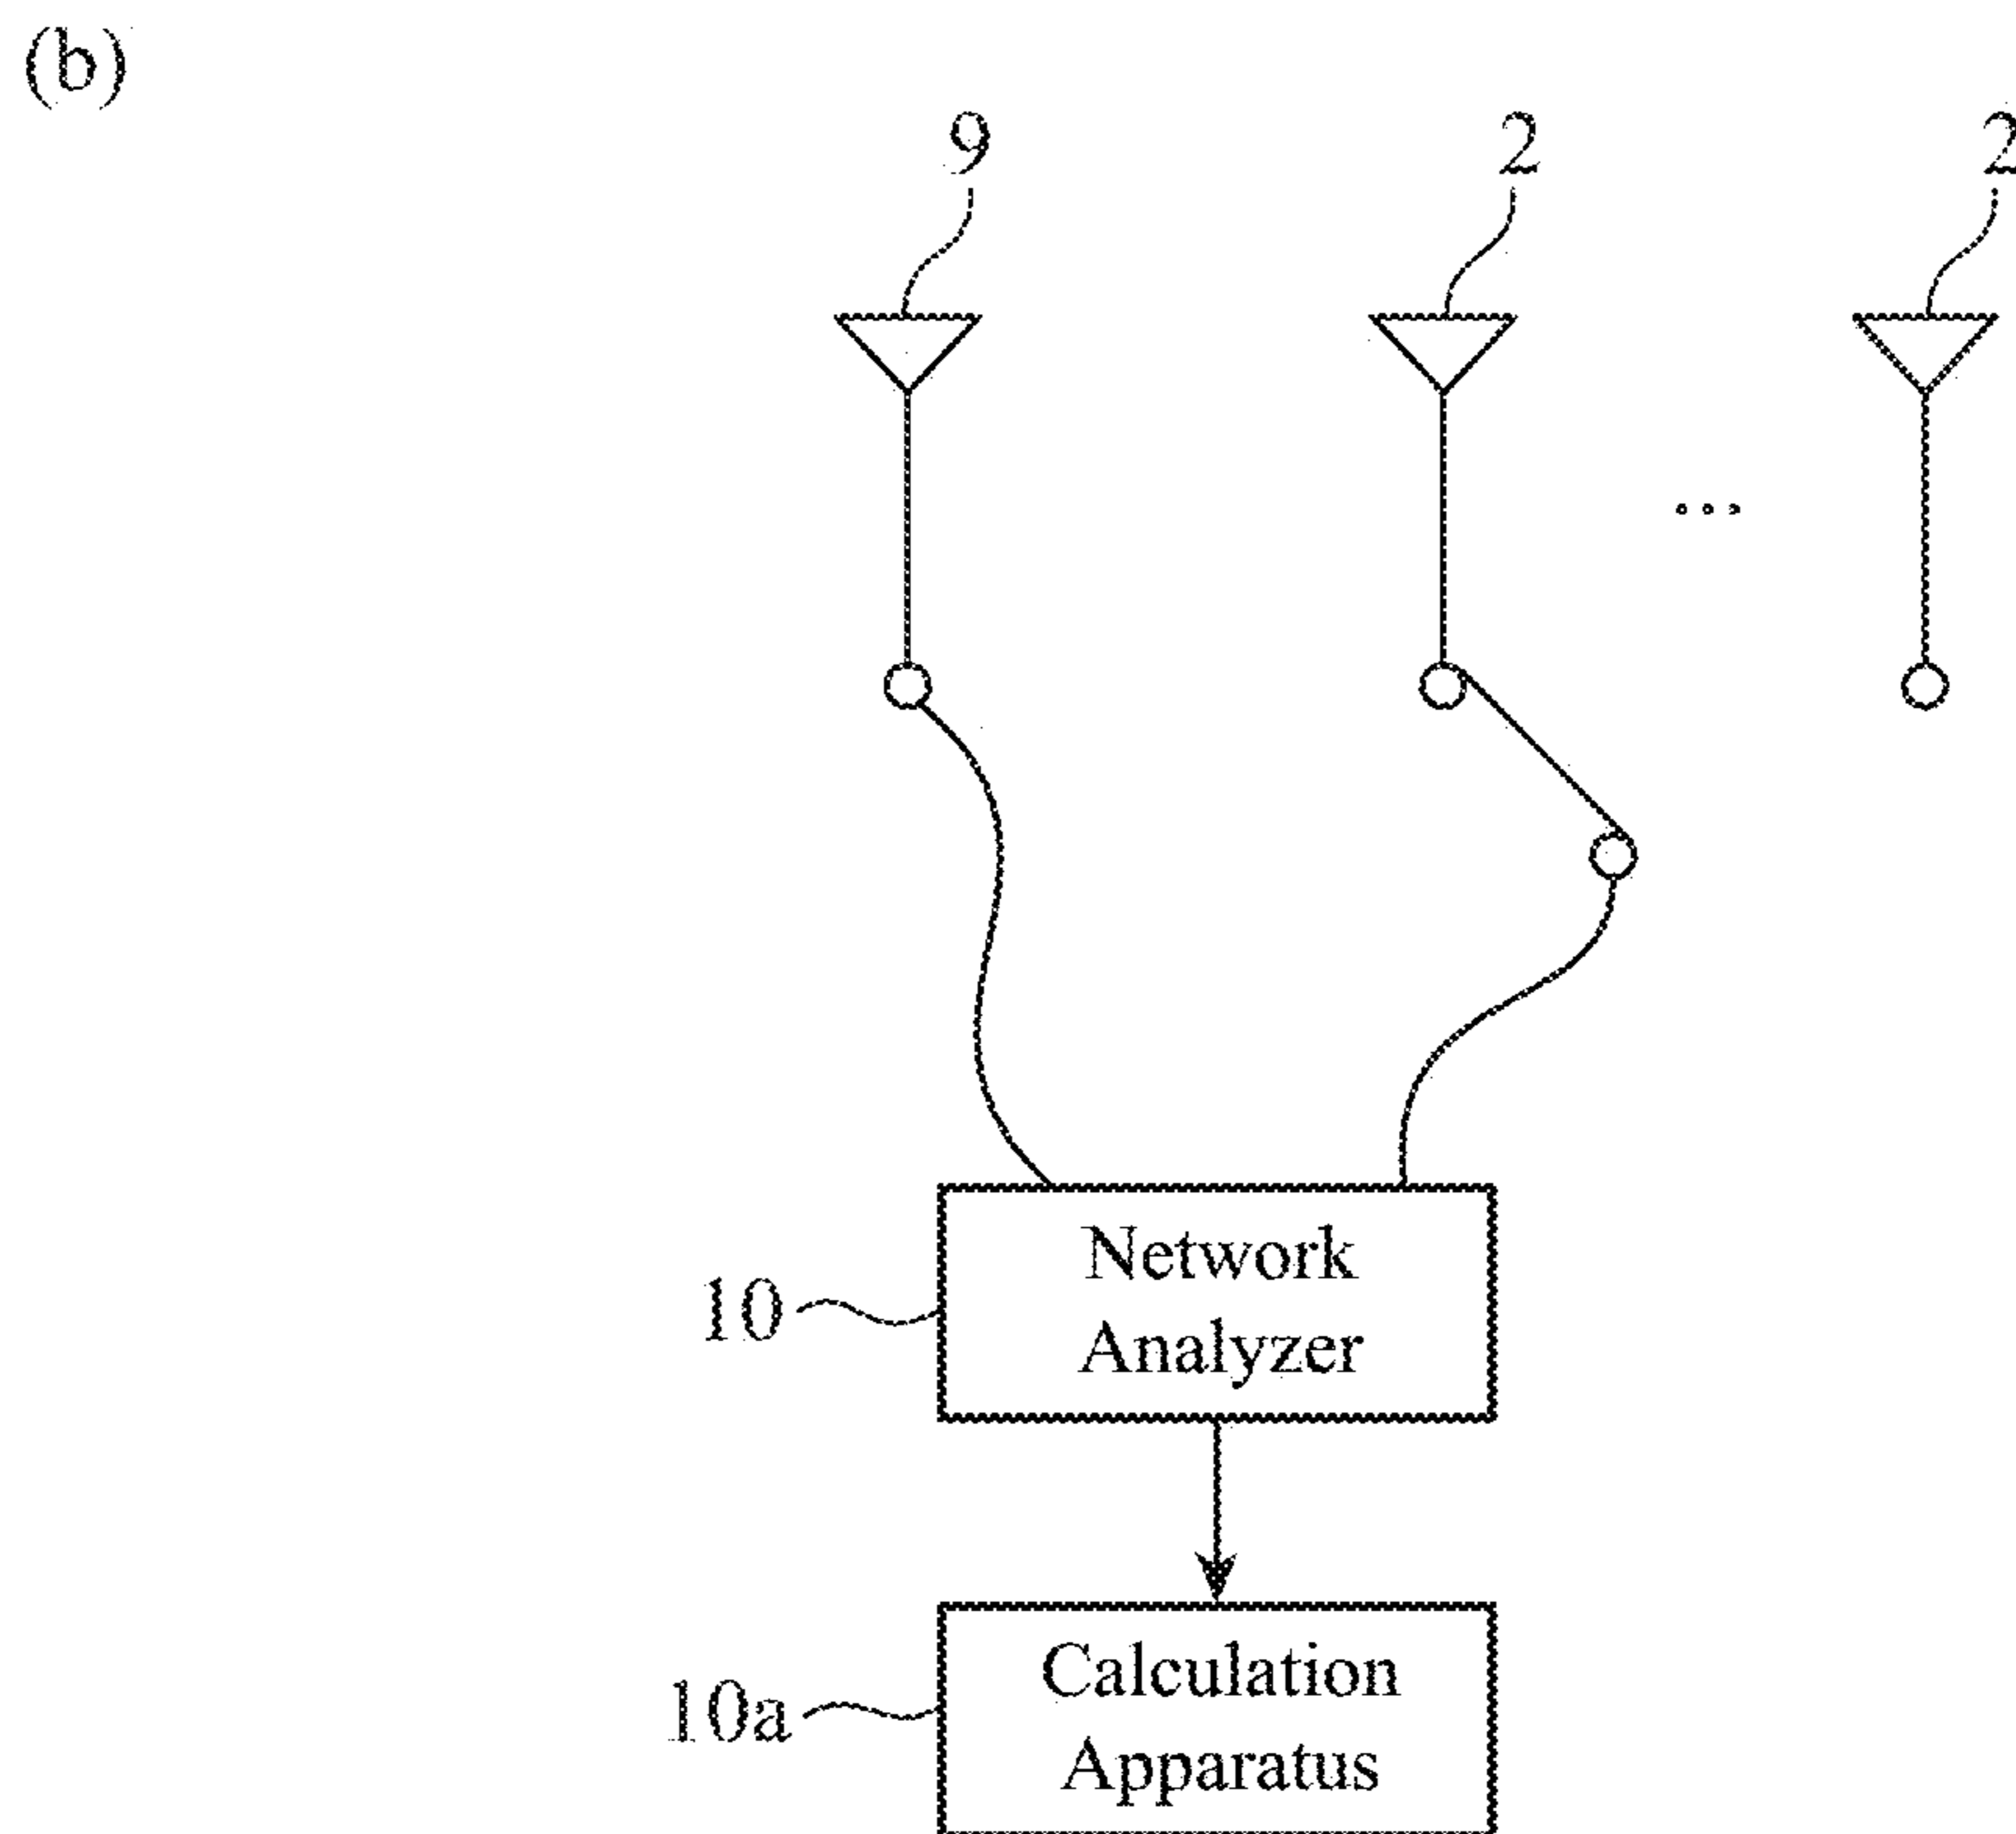 (b)
9 2 2
...
Network
10
Analyzer
Calculation
10a
Apparatus